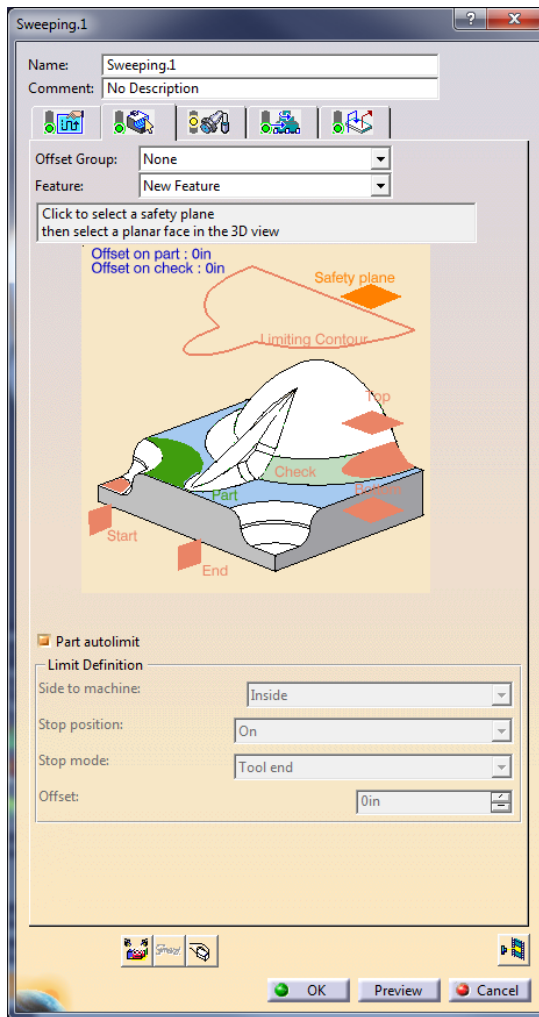 Sweeping.1
?
Name: Sweeping.1
Comment: No Description
Offset Group: None
Feature: New Feature
Click to select a safety plane
then select a planar face in the 3D view
Offset on part : 0in
Offset on check : 0in
Safety plane
Limiting Contour
Top
Check
Bottom
Part
Start
End
Part autolimit
Limit Definition
Side to machine: Inside
Stop position: On
Stop mode: Tool end
Offset: 0in
Smart
OK Preview Cancel